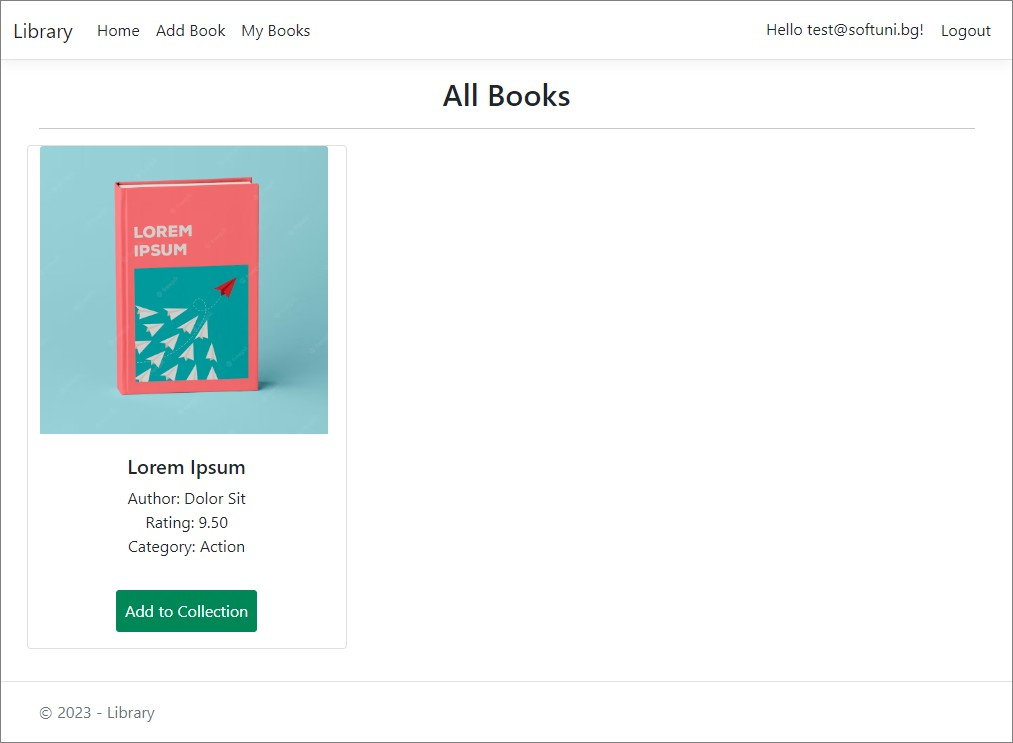 Library Home Add Book My Books Hello test@softuni.bg! Logout
All Books
LOREM
IPSUM
Lorem Ipsum
Author: Dolor Sit
Rating: 9.50
Category: Action
Add to Collection
© 2023 - Library